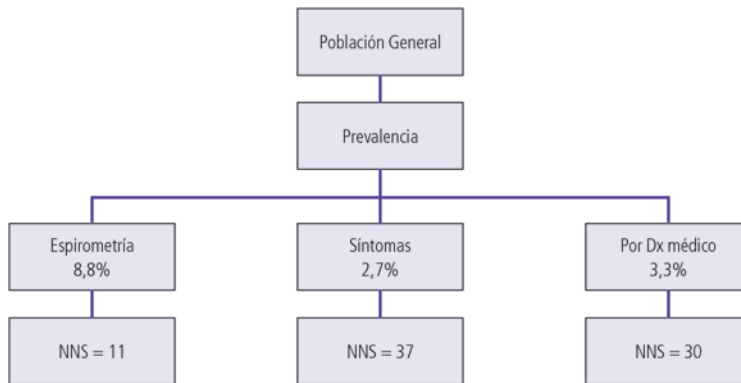 Población General
Prevalencia
Espirometría
8,8%
Síntomas
2,7%
Por Dx médico
3,3%
NNS = 11
NNS = 37
NNS = 30